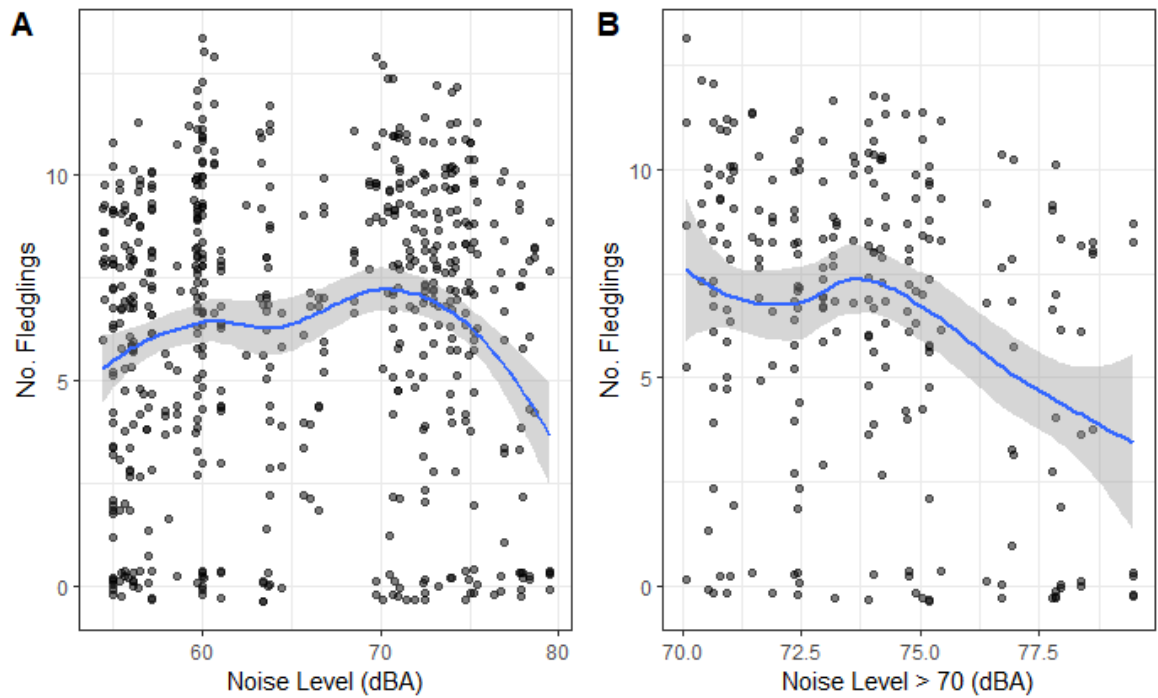 A
No. Fledglings
10
5
0
60 70 80
Noise Level (dBA)
B
No. Fledglings
10
5
0
70.0 72.5 75.0 77.5
Noise Level > 70 (dBA)